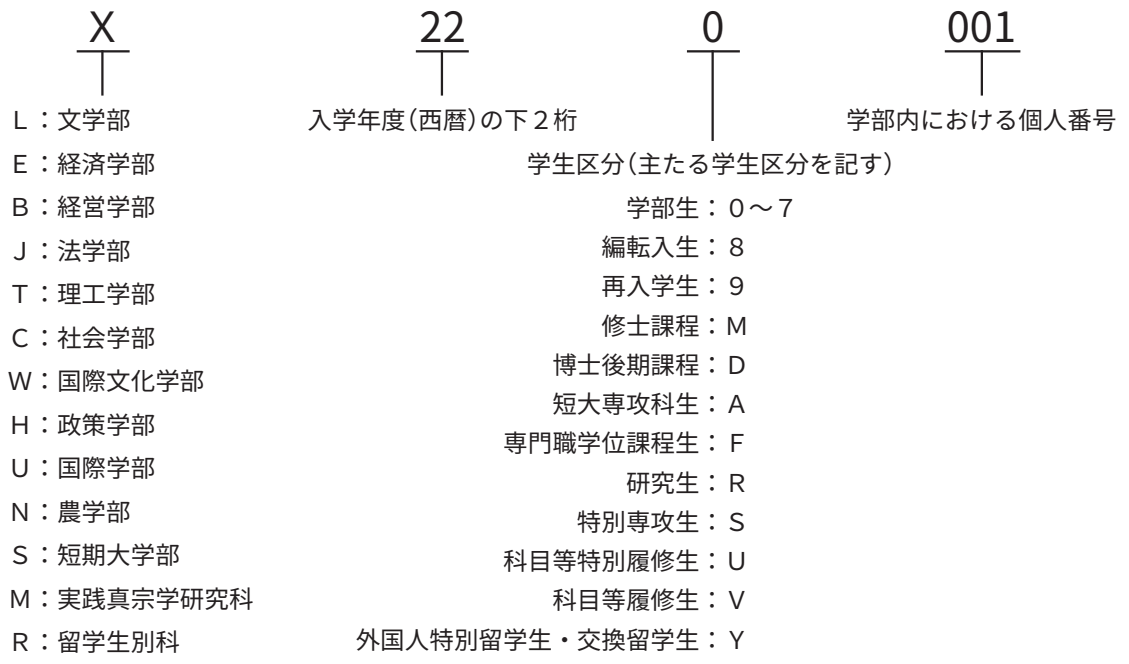 X 22 0 001
L：文学部 入学年度（西暦）の下２桁 学部内における個人番号
E：経済学部 学生区分（主たる学生区分を記す）
B：経営学部 学部生：０～７
J：法学部 編転入生：８
T：理工学部 再入学生：９
C：社会学部 修士課程：M
W：国際文化学部 博士後期課程：D
H：政策学部 短大専攻科生：A
U：国際学部 専門職学位課程生：F
N：農学部 研究生：R
S：短期大学部 特別専攻生：S
M：実践真宗学研究科 科目等特別履修生：U
R：留学生別科 科目等履修生：V
外国人特別留学生・交換留学生：Y